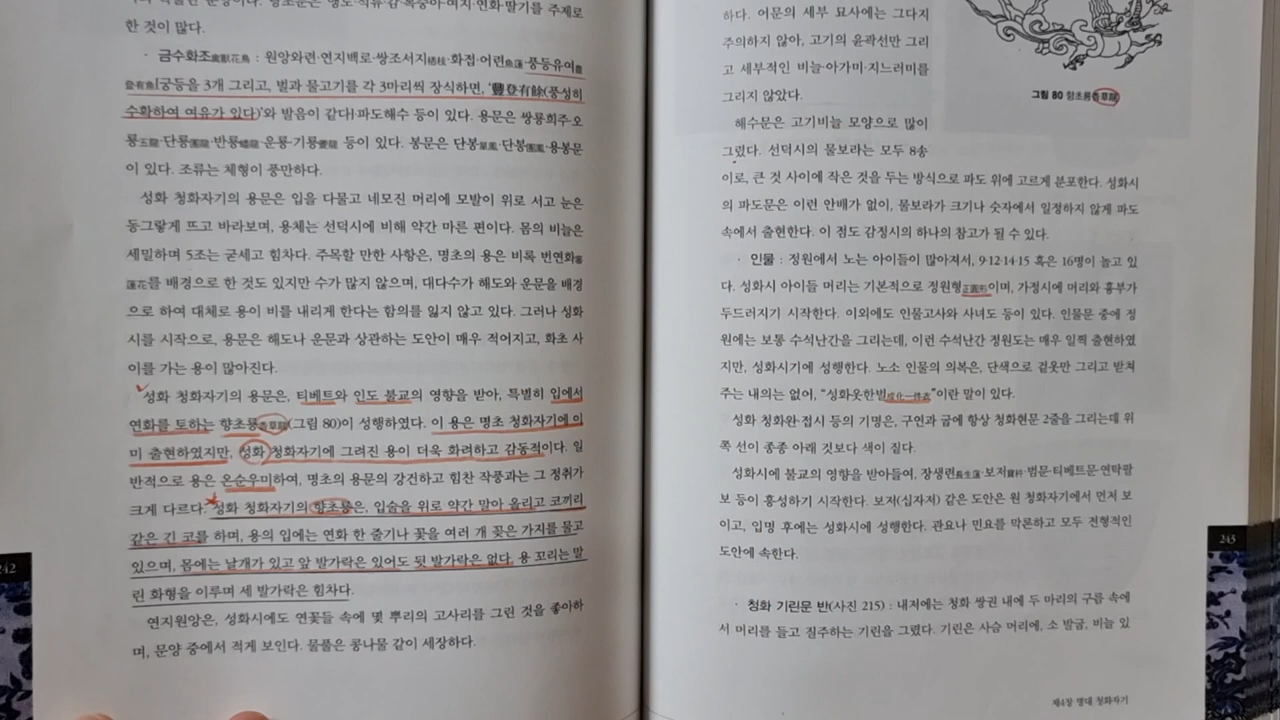 한 것이 많다.
· 금수화조禽獸花鳥 : 원앙와련·연지백로·쌍조서지棲枝·화접·어련魚蓮·풍등유여豊
登有魚[궁등을 3개 그리고, 벌과 물고기를 각 3마리씩 장식하면, '豐登有餘(풍성히
수확하여 여유가 있다)'와 발음이 같다]·파도해수 등이 있다. 용문은 쌍룡희주·오
룡五龍·단룡團龍·반룡蟠龍·운룡·기룡夔龍 등이 있다. 봉문은 단봉單鳳·단봉團鳳·용봉문
이 있다. 조류는 체형이 풍만하다.
성화 청화자기의 용문은 입을 다물고 네모진 머리에 모발이 위로 서고 눈은
동그랗게 뜨고 바라보며, 용체는 선덕시에 비해 약간 마른 편이다. 몸의 비늘은
세밀하며 5조는 굳세고 힘차다. 주목할 만한 사항은, 명초의 용은 비록 번연화番
蓮花를 배경으로 한 것도 있지만 수가 많지 않으며, 대다수가 해도와 운문을 배경
으로 하여 대체로 용이 비를 내리게 한다는 함의를 잃지 않고 있다. 그러나 성화
시를 시작으로, 용문은 해도나 운문과 상관하는 도안이 매우 적어지고, 화초 사
이를 가는 용이 많아진다.
성화 청화자기의 용문은, 티베트와 인도 불교의 영향을 받아, 특별히 입에서
연화를 토하는 향초룡香草龍(그림 80)이 성행하였다. 이 용은 명초 청화자기에 이
미 출현하였지만, 성화 청화자기에 그려진 용이 더욱 화려하고 감동적이다. 일
반적으로 용은 온순우미하여, 명초의 용문의 강건하고 힘찬 작풍과는 그 정취가
크게 다르다. 성화 청화자기의 향초룡은, 입술을 위로 약간 말아 올리고 코끼리
같은 긴 코를 하며, 용의 입에는 연화 한 줄기나 꽃을 여러 개 꽂은 가지를 물고
있으며, 몸에는 날개가 있고 앞 발가락은 있어도 뒷 발가락은 없다. 용 꼬리는 말
린 화형을 이루며 세 발가락은 힘차다.
연지원앙은, 성화시에도 연꽃들 속에 몇 뿌리의 고사리를 그린 것을 좋아하
며, 문양 중에서 적게 보인다. 물풀은 콩나물 같이 세장하다.
242
하다. 어문의 세부 묘사에는 그다지
주의하지 않아, 고기의 윤곽선만 그리
고 세부적인 비늘·아가미·지느러미를
그리지 않았다.
그림 80 향초룡香草龍
해수문은 고기비늘 모양으로 많이
그렸다. 선덕시의 물보라는 모두 8송
이로, 큰 것 사이에 작은 것을 두는 방식으로 파도 위에 고르게 분포한다. 성화시
의 파도문은 이런 안배가 없이, 물보라가 크기나 숫자에서 일정하지 않게 파도
속에서 출현한다. 이 점도 감정시의 하나의 참고가 될 수 있다.
· 인물 : 정원에서 노는 아이들이 많아져서, 9·12·14·15 혹은 16명이 놀고 있
다. 성화시 아이들 머리는 기본적으로 정원형正圓形이며, 가정시에 머리와 흉부가
두드러지기 시작한다. 이외에도 인물고사와 사녀도 등이 있다. 인물문 중에 정
원에는 보통 수석난간을 그리는데, 이런 수석난간 정원도는 매우 일찍 출현하였
지만, 성화시기에 성행한다. 노소 인물의 의복은, 단색으로 겉옷만 그리고 받쳐
주는 내의는 없어, "성화옷한벌成化一件衣"이란 말이 있다.
성화 청화완·접시 등의 기명은, 구연과 굽에 항상 청화현문 2줄을 그리는데 위
쪽 선이 종종 아래 것보다 색이 짙다.
성화시에 불교의 영향을 받아들여, 장생련長生蓮·보저寶杵·범문·티베트문·연탁팔
보 등이 흥성하기 시작한다. 보저(십자저) 같은 도안은 원 청화자기에서 먼저 보
이고, 입명 후에는 성화시에 성행한다. 관요나 민요를 막론하고 모두 전형적인
도안에 속한다.
· 청화 기린문 반(사진 215) : 내저에는 청화 쌍권 내에 두 마리의 구름 속에
서 머리를 들고 질주하는 기린을 그렸다. 기린은 사슴 머리에, 소 발굽, 비늘 있
243
제4장 명대 청화자기